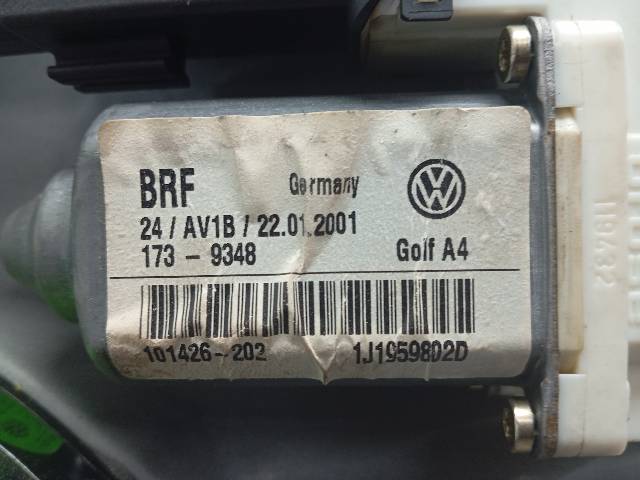 BRF Germany
24 / AV1B / 22.01.2001
173 - 9348 Golf A4
101426-202 1J1959802D